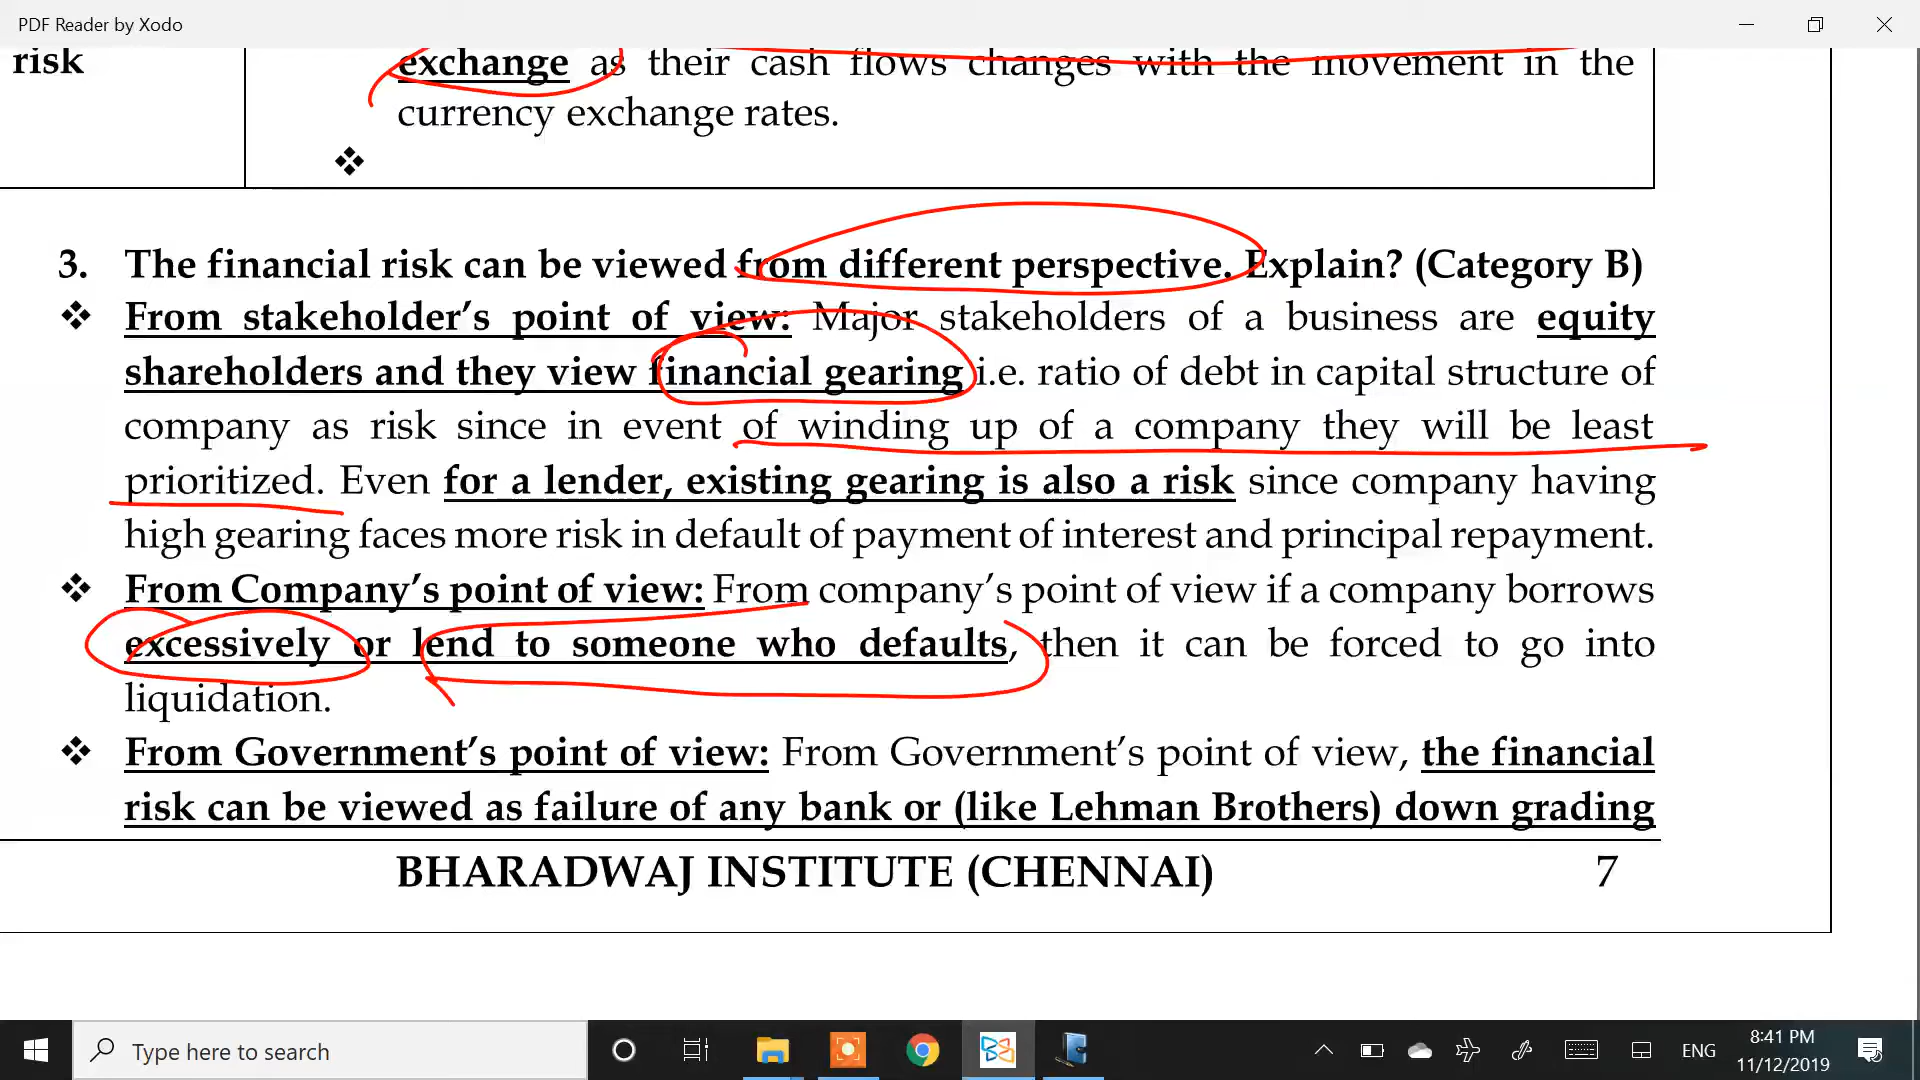 PDF Reader by Xodo
risk
exchange as their cash flows changes with the movement in the
currency exchange rates.
3. The financial risk can be viewed from different perspective. Explain? (Category B)
❖ From stakeholder’s point of view: Major stakeholders of a business are equity
shareholders and they view financial gearing i.e. ratio of debt in capital structure of
company as risk since in event of winding up of a company they will be least
prioritized. Even for a lender, existing gearing is also a risk since company having
high gearing faces more risk in default of payment of interest and principal repayment.
❖ From Company’s point of view: From company’s point of view if a company borrows
excessively or lend to someone who defaults, then it can be forced to go into
liquidation.
❖ From Government’s point of view: From Government’s point of view, the financial
risk can be viewed as failure of any bank or (like Lehman Brothers) down grading
BHARADWAJ INSTITUTE (CHENNAI) 7
Type here to search
ENG
8:41 PM
11/12/2019